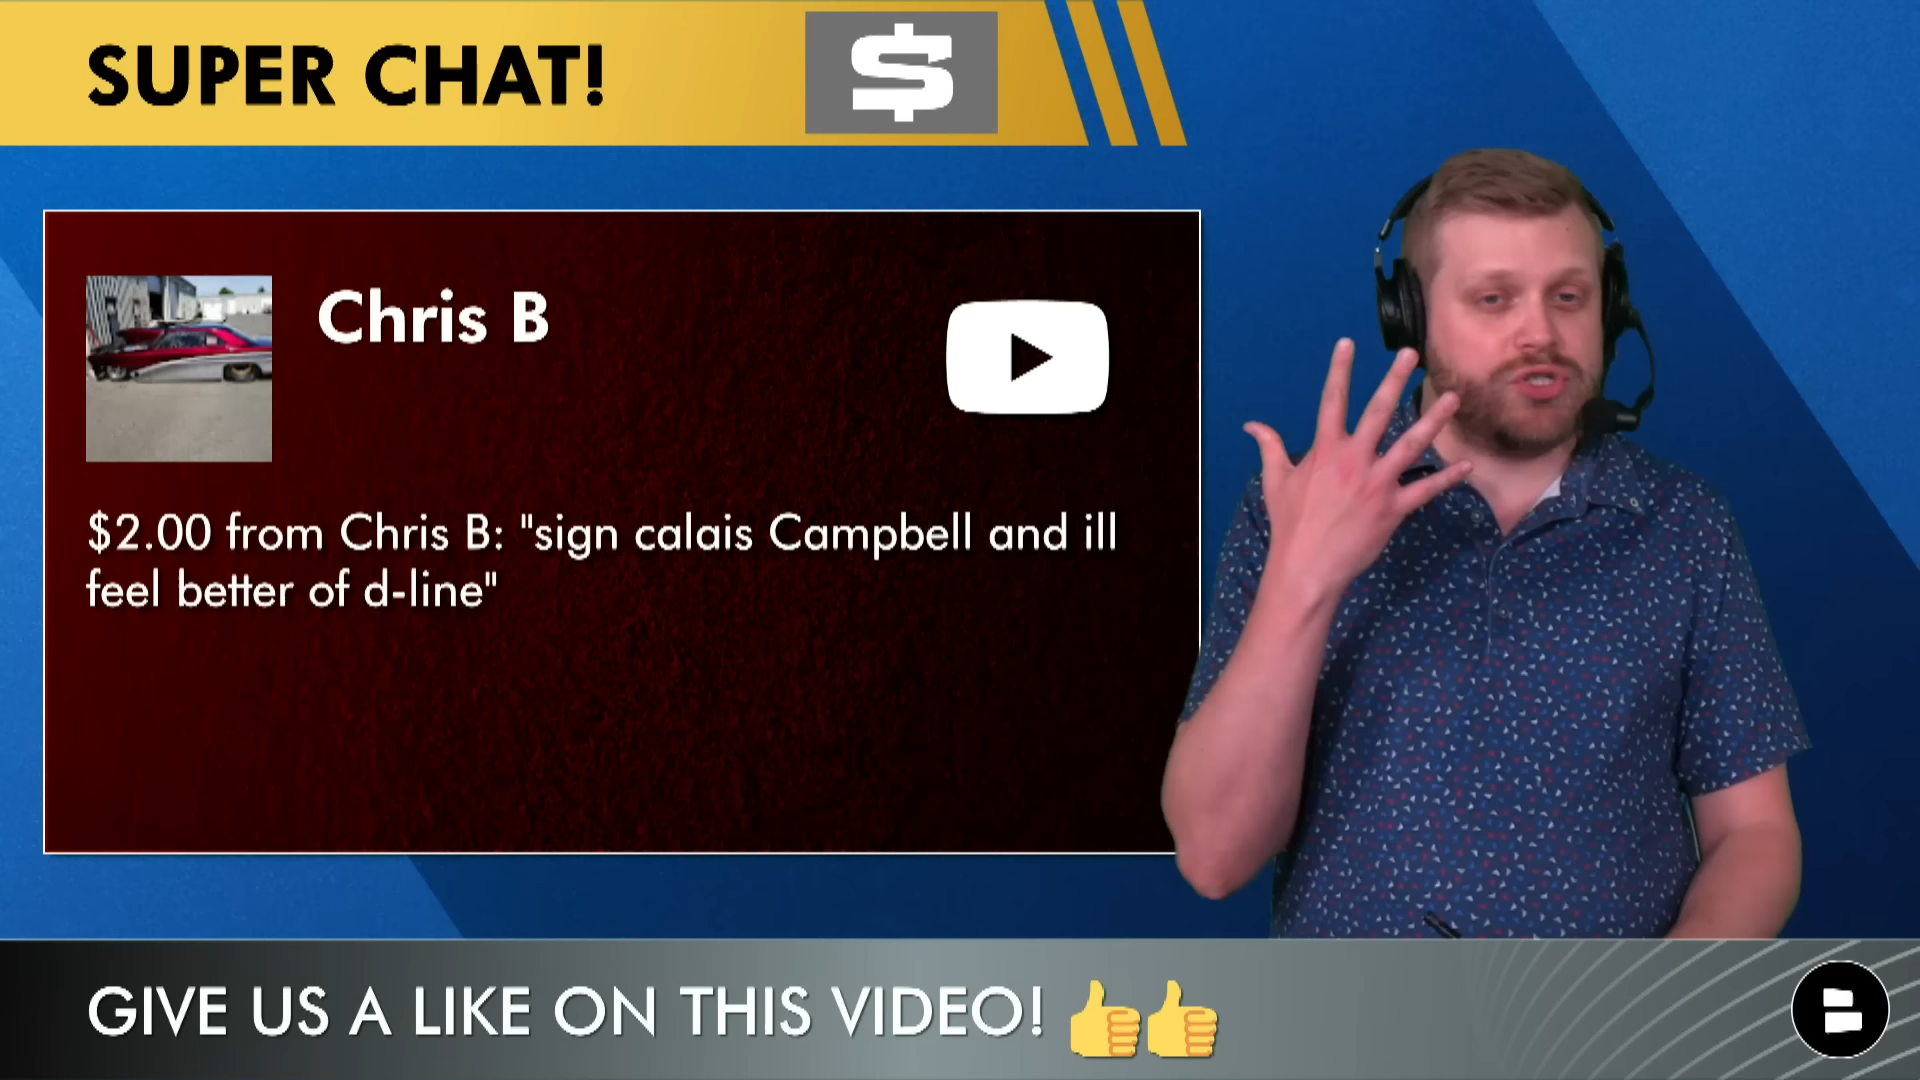 SUPER CHAT!
$
Chris B
$2.00 from Chris B: "sign calais Campbell and ill
feel better of d-line"
GIVE US A LIKE ON THIS VIDEO! 👍👍